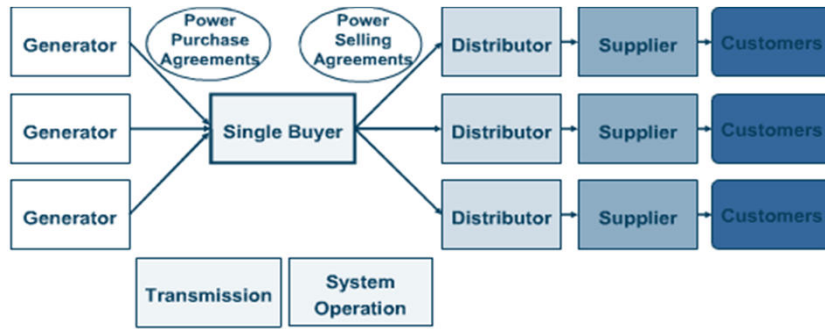 Generator
Power
Purchase
Agreements
Power
Selling
Agreements
Distributor
Supplier
Customers
Generator
Single Buyer
Distributor
Supplier
Customers
Generator
Distributor
Supplier
Customers
Transmission
System
Operation